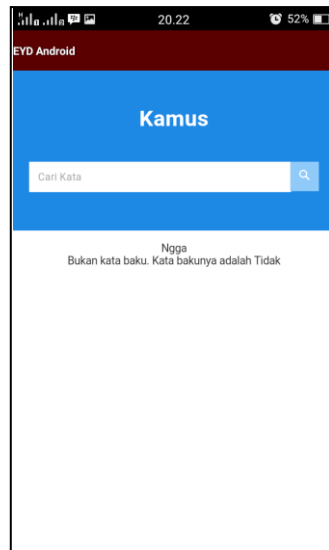 20.22
52%
EYD Android
Kamus
Cari Kata
Ngga
Bukan kata baku. Kata bakunya adalah Tidak